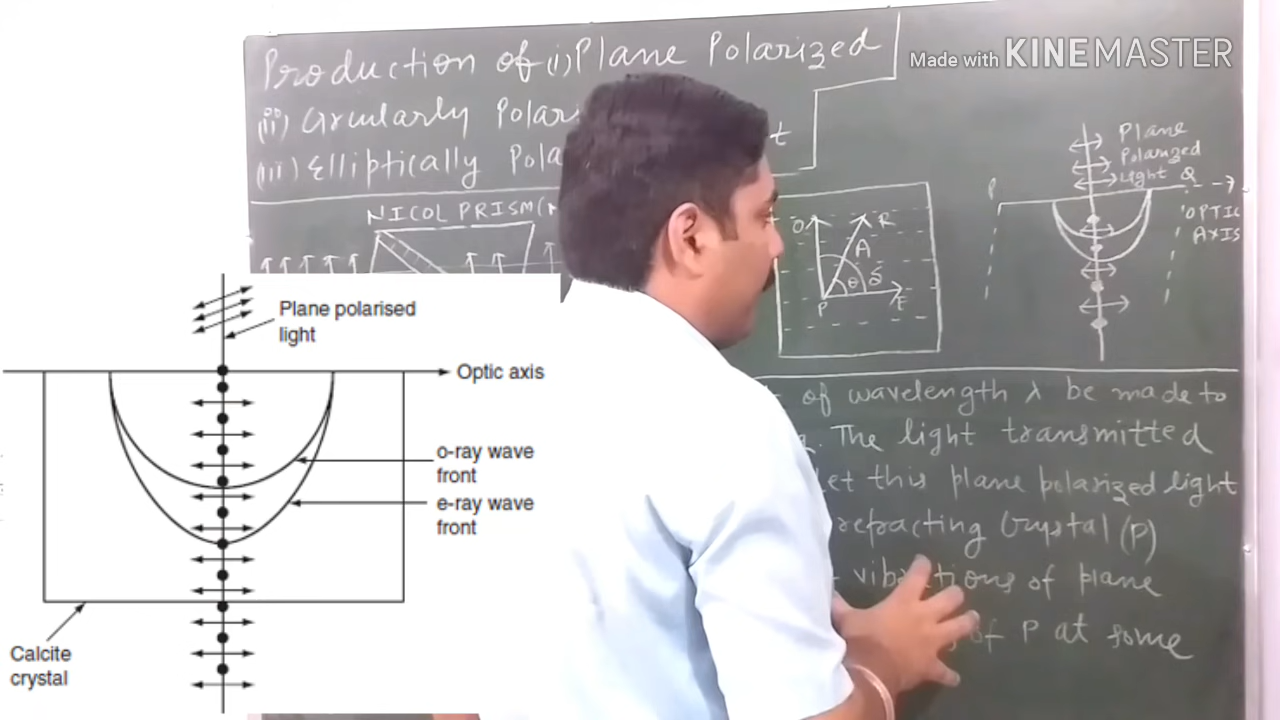 Made with KINEMASTER
Production of (i) Plane Polarized
(ii) Circularly Polar
(iii) Elliptically Pola
t
NICOL PRISM(N
O R
A
θ δ
P E
Plane
Polarized
Light Q
P
OPTIC
AXIS
Plane polarised
light
Optic axis
o-ray wave
front
e-ray wave
front
Calcite
crystal
of wavelength λ be made to
The light transmitted
let this plane polarized light
refracting Crystal (P)
vibrations of plane
of P at some